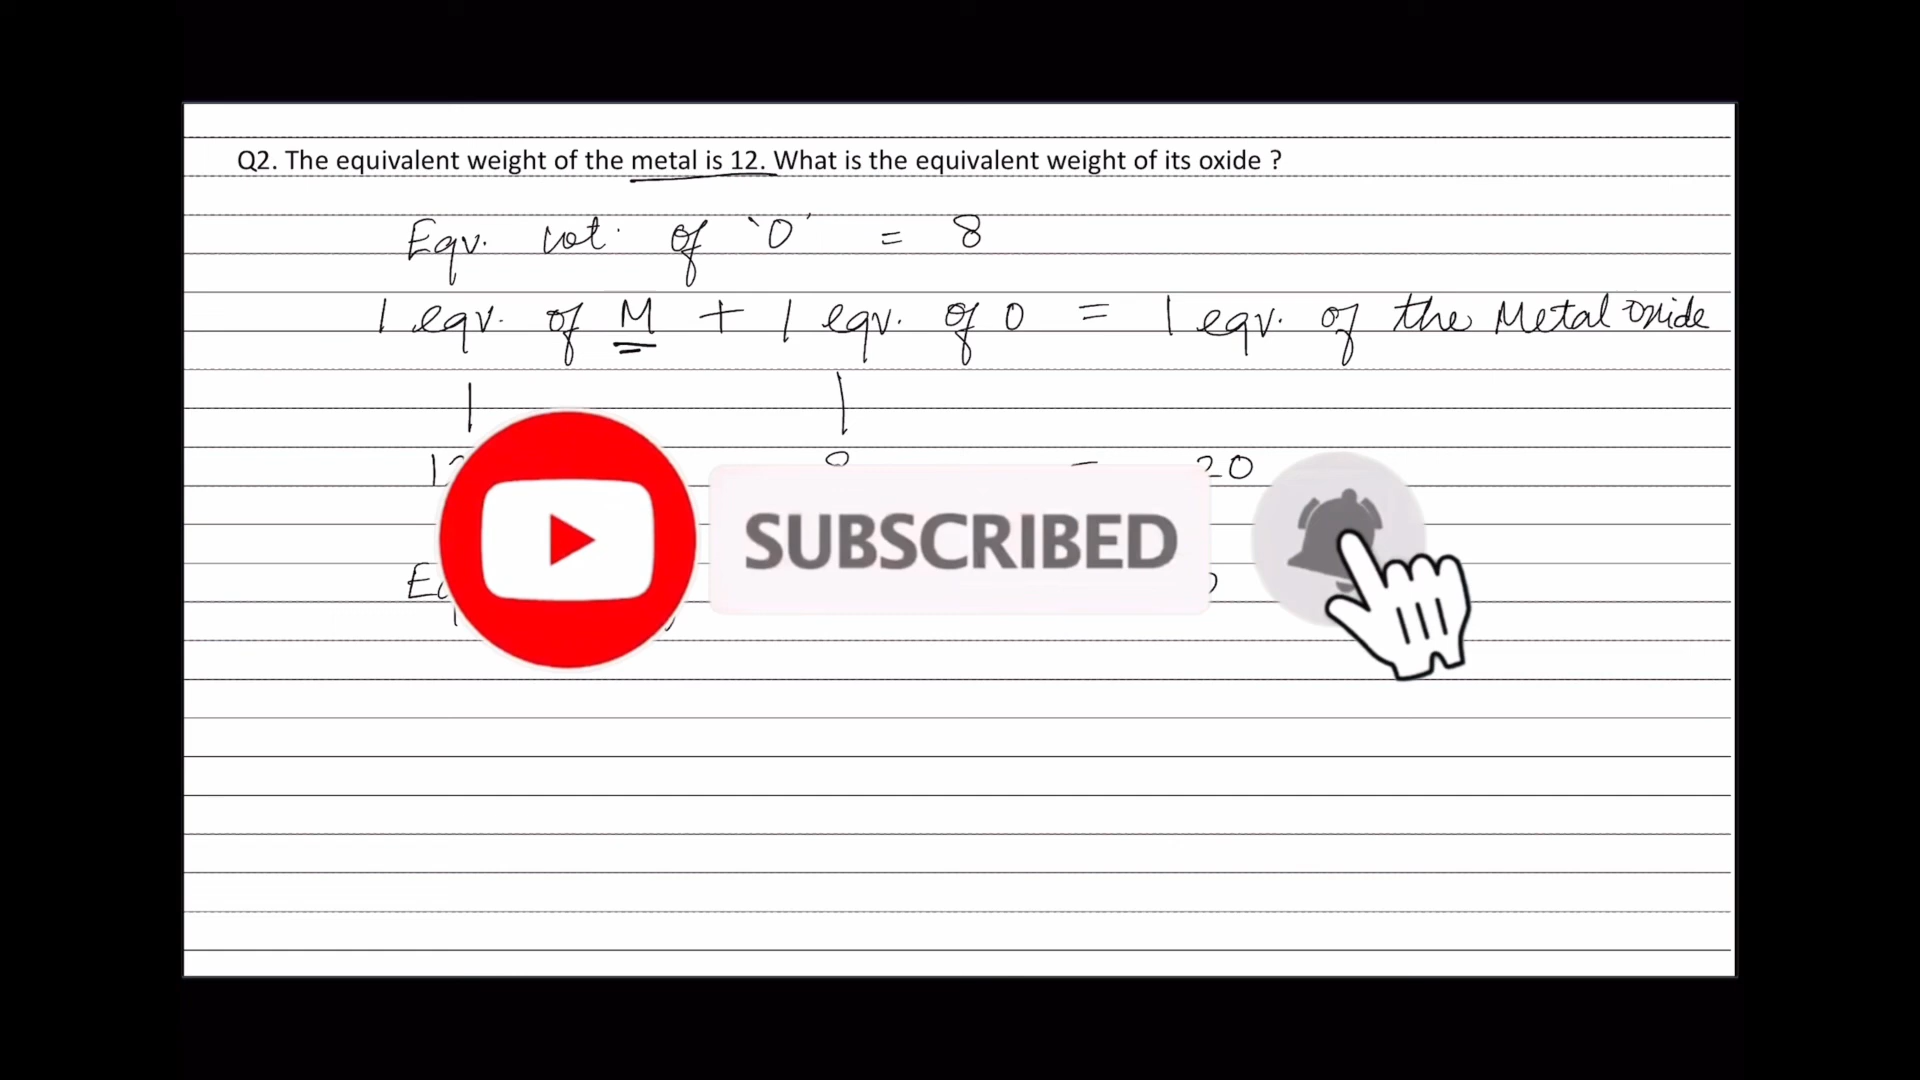 Q2. The equivalent weight of the metal is 12. What is the equivalent weight of its oxide ?
Eqv. wt. of 'O' = 8
1 eqv. of M + 1 eqv. of O = 1 eqv. of the Metal oxide
= 20
SUBSCRIBED